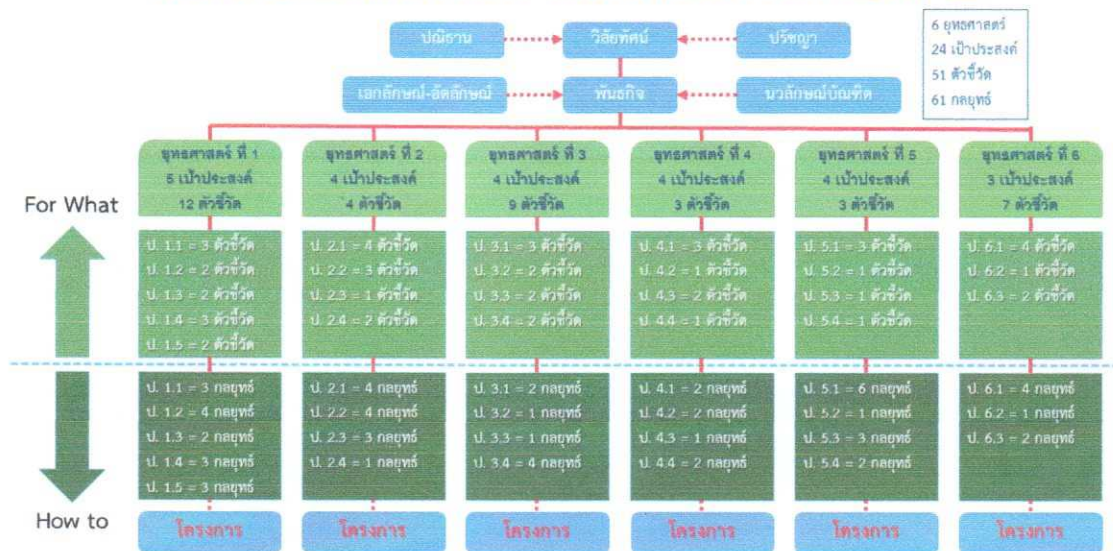 ปณิธาน
วิสัยทัศน์
ปรัชญา
6 ยุทธศาสตร์
24 เป้าประสงค์
51 ตัวชี้วัด
61 กลยุทธ์
เอกลักษณ์-อัตลักษณ์
พันธกิจ
นวลักษณ์บัณฑิต
For What
ยุทธศาสตร์ ที่ 1
5 เป้าประสงค์
12 ตัวชี้วัด
ยุทธศาสตร์ ที่ 2
4 เป้าประสงค์
4 ตัวชี้วัด
ยุทธศาสตร์ ที่ 3
4 เป้าประสงค์
9 ตัวชี้วัด
ยุทธศาสตร์ ที่ 4
4 เป้าประสงค์
3 ตัวชี้วัด
ยุทธศาสตร์ ที่ 5
4 เป้าประสงค์
3 ตัวชี้วัด
ยุทธศาสตร์ ที่ 6
3 เป้าประสงค์
7 ตัวชี้วัด
ป. 1.1 = 3 ตัวชี้วัด
ป. 1.2 = 2 ตัวชี้วัด
ป. 1.3 = 2 ตัวชี้วัด
ป. 1.4 = 3 ตัวชี้วัด
ป. 1.5 = 2 ตัวชี้วัด
ป. 2.1 = 4 ตัวชี้วัด
ป. 2.2 = 3 ตัวชี้วัด
ป. 2.3 = 1 ตัวชี้วัด
ป. 2.4 = 2 ตัวชี้วัด
ป. 3.1 = 3 ตัวชี้วัด
ป. 3.2 = 2 ตัวชี้วัด
ป. 3.3 = 2 ตัวชี้วัด
ป. 3.4 = 2 ตัวชี้วัด
ป. 4.1 = 3 ตัวชี้วัด
ป. 4.2 = 1 ตัวชี้วัด
ป. 4.3 = 2 ตัวชี้วัด
ป. 4.4 = 1 ตัวชี้วัด
ป. 5.1 = 3 ตัวชี้วัด
ป. 5.2 = 1 ตัวชี้วัด
ป. 5.3 = 1 ตัวชี้วัด
ป. 5.4 = 1 ตัวชี้วัด
ป. 6.1 = 4 ตัวชี้วัด
ป. 6.2 = 1 ตัวชี้วัด
ป. 6.3 = 2 ตัวชี้วัด
ป. 1.1 = 3 กลยุทธ์
ป. 1.2 = 4 กลยุทธ์
ป. 1.3 = 2 กลยุทธ์
ป. 1.4 = 3 กลยุทธ์
ป. 1.5 = 3 กลยุทธ์
ป. 2.1 = 4 กลยุทธ์
ป. 2.2 = 4 กลยุทธ์
ป. 2.3 = 3 กลยุทธ์
ป. 2.4 = 1 กลยุทธ์
ป. 3.1 = 2 กลยุทธ์
ป. 3.2 = 1 กลยุทธ์
ป. 3.3 = 1 กลยุทธ์
ป. 3.4 = 4 กลยุทธ์
ป. 4.1 = 2 กลยุทธ์
ป. 4.2 = 2 กลยุทธ์
ป. 4.3 = 1 กลยุทธ์
ป. 4.4 = 2 กลยุทธ์
ป. 5.1 = 6 กลยุทธ์
ป. 5.2 = 1 กลยุทธ์
ป. 5.3 = 3 กลยุทธ์
ป. 5.4 = 2 กลยุทธ์
ป. 6.1 = 4 กลยุทธ์
ป. 6.2 = 1 กลยุทธ์
ป. 6.3 = 2 กลยุทธ์
How to
โครงการ
โครงการ
โครงการ
โครงการ
โครงการ
โครงการ